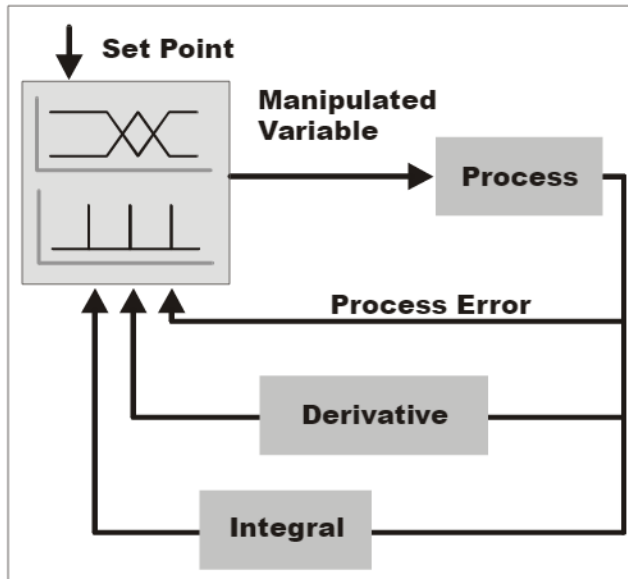 Set Point
Manipulated
Variable
Process
Process Error
Derivative
Integral